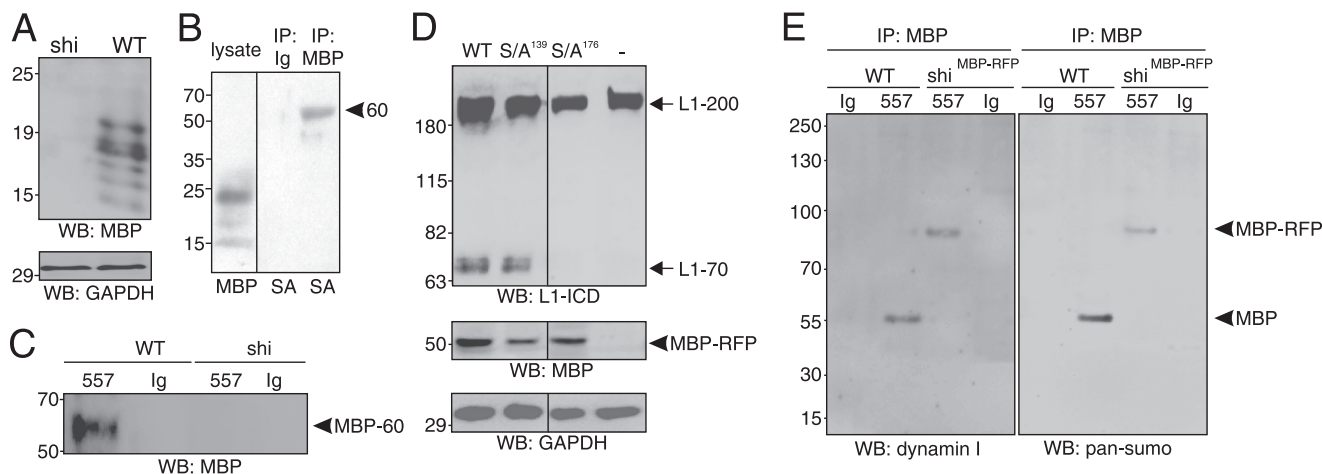 A
shi WT
25
19
15
WB: MBP
29
WB: GAPDH
B
lysate IP: Ig IP: MBP
70
50
35
25
15
60
MBP SA SA
C
WT shi
557 Ig 557 Ig
70
50
MBP-60
WB: MBP
D
WT S/A¹³⁹ S/A¹⁷⁶ -
180
115
82
63
L1-200
L1-70
WB: L1-ICD
50
MBP-RFP
WB: MBP
29
WB: GAPDH
E
IP: MBP IP: MBP
WT shi MBP-RFP WT shi MBP-RFP
Ig 557 557 Ig Ig 557 557 Ig
250
130
100
70
55
30
15
MBP-RFP
MBP
WB: dynamin I WB: pan-sumo